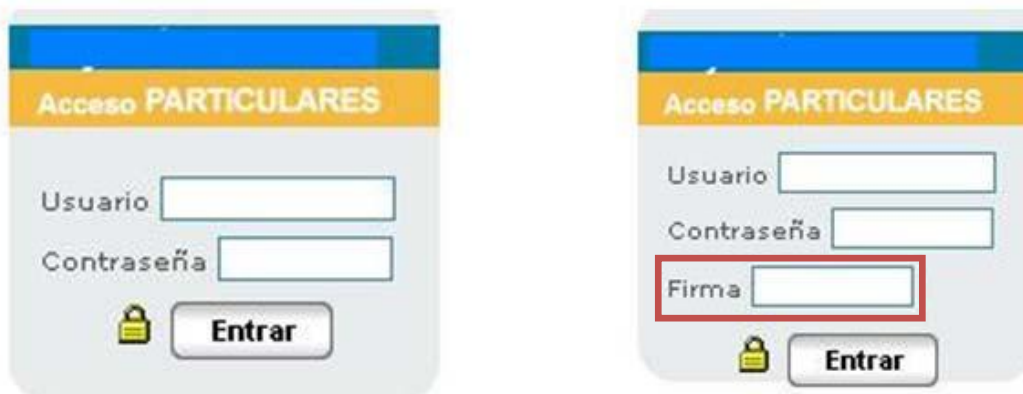 Acceso PARTICULARES
Usuario
Contraseña
Entrar
Acceso PARTICULARES
Usuario
Contraseña
Firma
Entrar